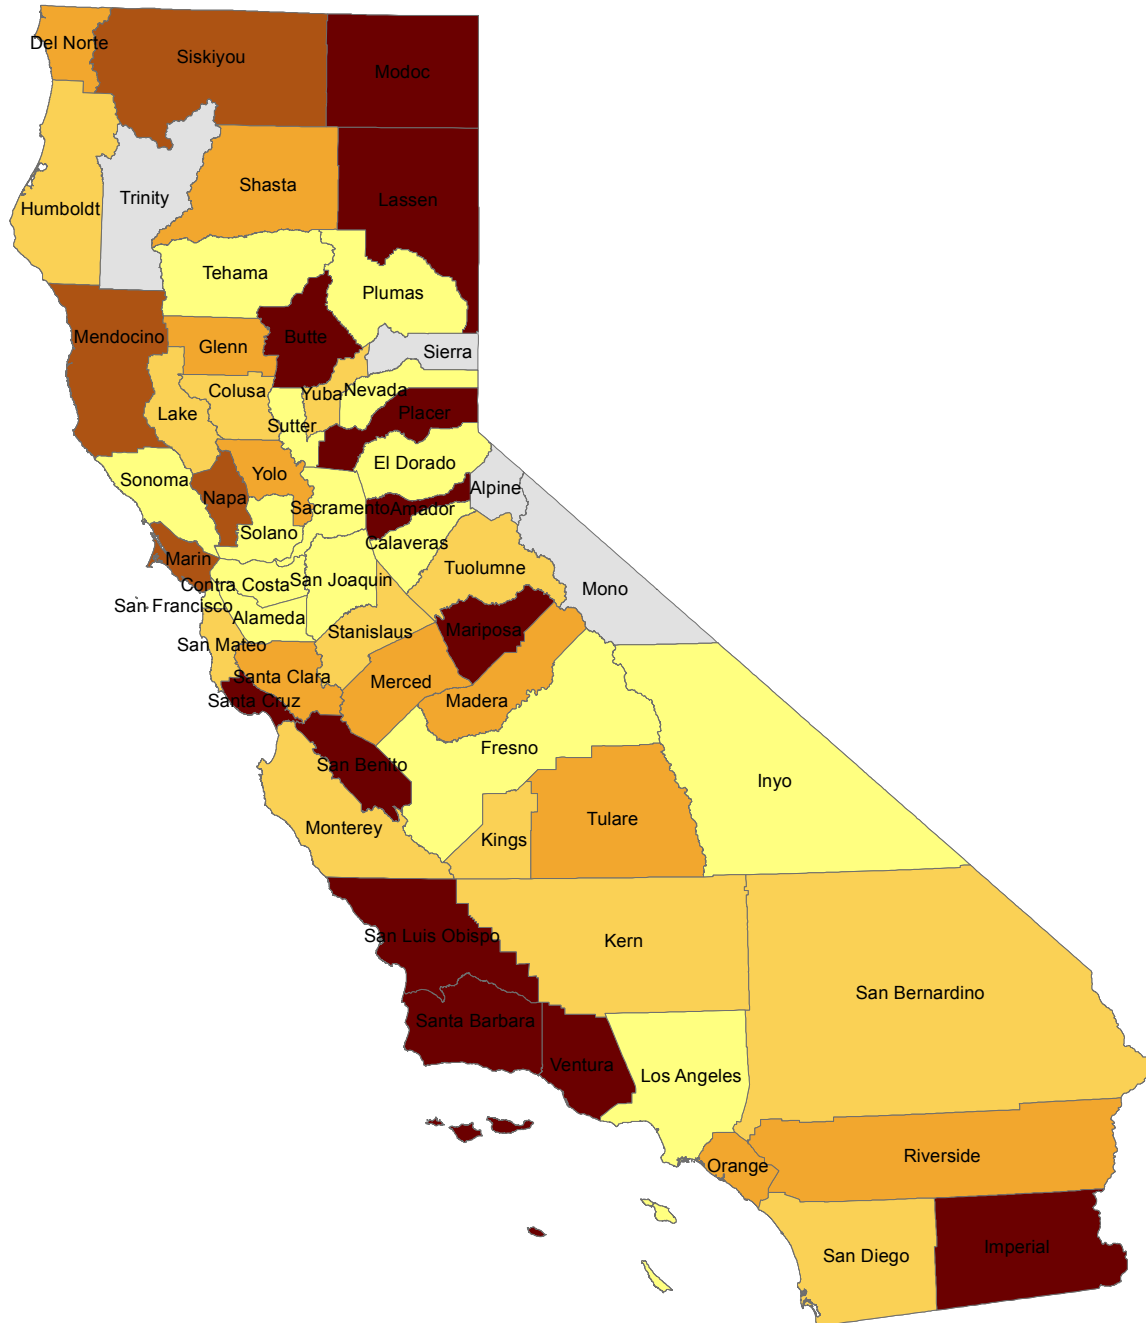 Del Norte
Siskiyou
Modoc
Shasta
Lassen
Trinity
Humboldt
Tehama
Plumas
Mendocino
Butte
Glenn
Sierra
Colusa
Yuba
Nevada
Lake
Placer
Sutter
El Dorado
Yolo
Sonoma
Napa
Alpine
Sacramento
Amador
Solano
Calaveras
Marin
Tuolumne
Contra Costa
San Joaquin
Mono
San Francisco
Alameda
Stanislaus
Mariposa
San Mateo
Santa Clara
Merced
Santa Cruz
Madera
Fresno
San Benito
Inyo
Tulare
Monterey
Kings
San Luis Obispo
Kern
San Bernardino
Santa Barbara
Ventura
Los Angeles
Riverside
Orange
Imperial
San Diego